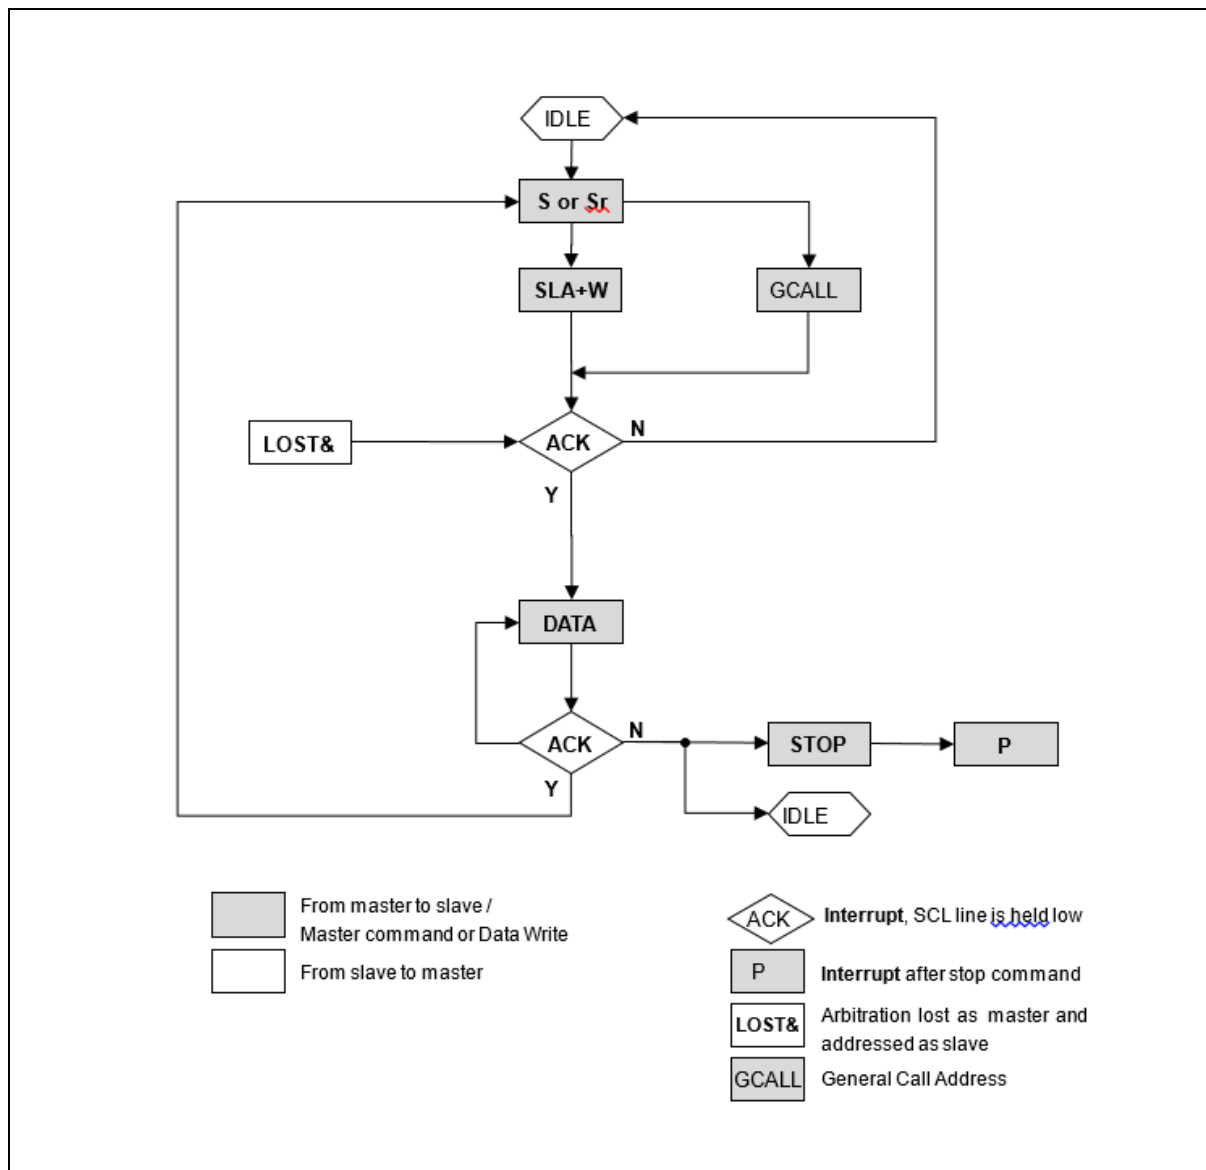 IDLE
S or Sr
SLA+W
GCALL
LOST&
ACK
N
Y
DATA
ACK
N
STOP
P
Y
IDLE
From master to slave /
Master command or Data Write
From slave to master
ACK
Interrupt, SCL line is held low
P
Interrupt after stop command
LOST&
Arbitration lost as master and
addressed as slave
GCALL
General Call Address